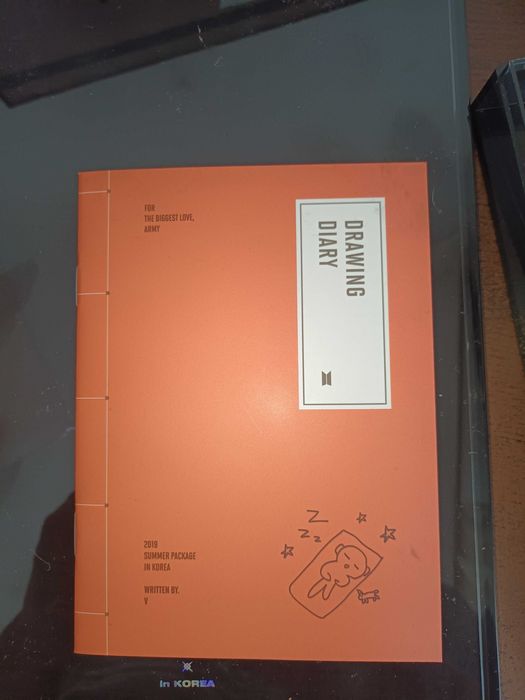 FOR
THE BIGGEST LOVE,
ARMY
DRAWING
DIARY
Z
Z
Z
2019
SUMMER PACKAGE
IN KOREA
WRITTEN BY.
V
in KOREA